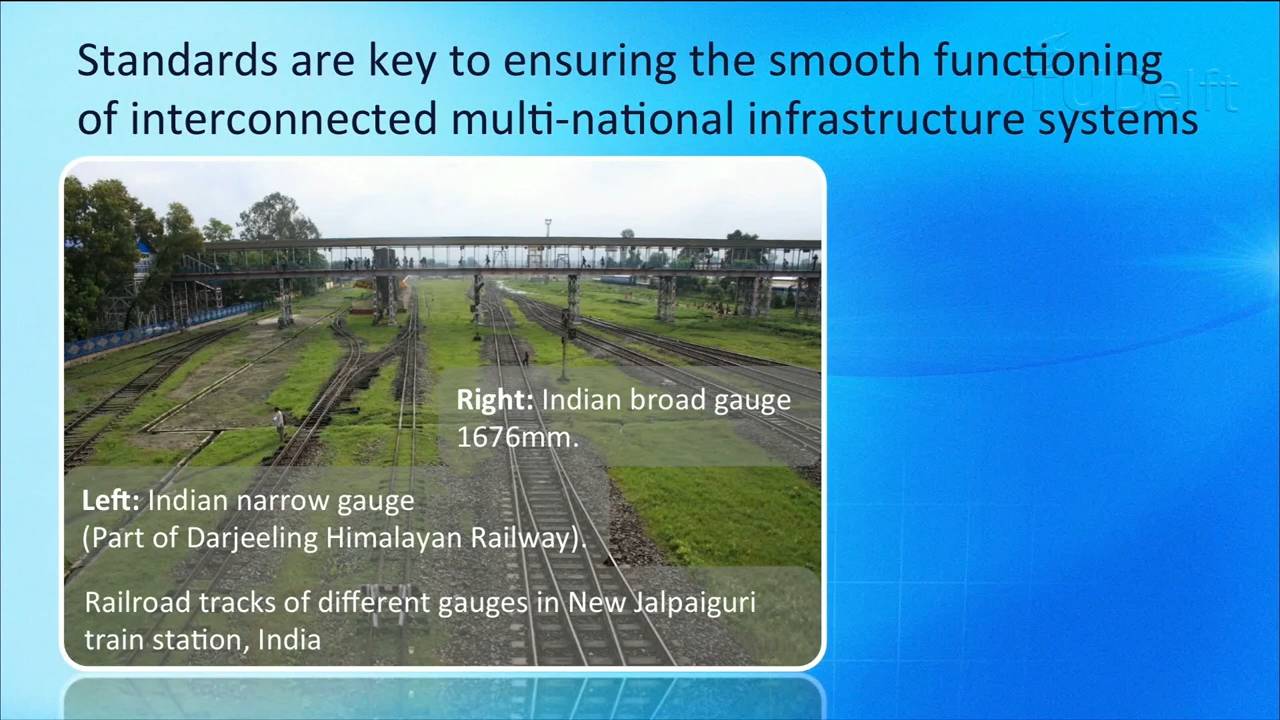 Standards are key to ensuring the smooth functioning
of interconnected multi-national infrastructure systems
TUDelft
Right: Indian broad gauge
1676mm.
Left: Indian narrow gauge
(Part of Darjeeling Himalayan Railway).
Railroad tracks of different gauges in New Jalpaiguri
train station, India